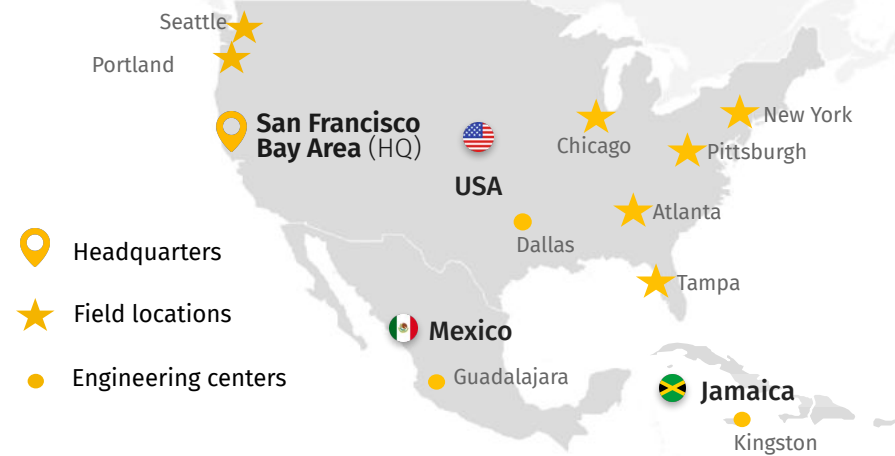 Seattle
Portland
San Francisco
Bay Area (HQ)
USA
Chicago
New York
Pittsburgh
Atlanta
Dallas
Tampa
Headquarters
Field locations
Engineering centers
Mexico
Guadalajara
Jamaica
Kingston